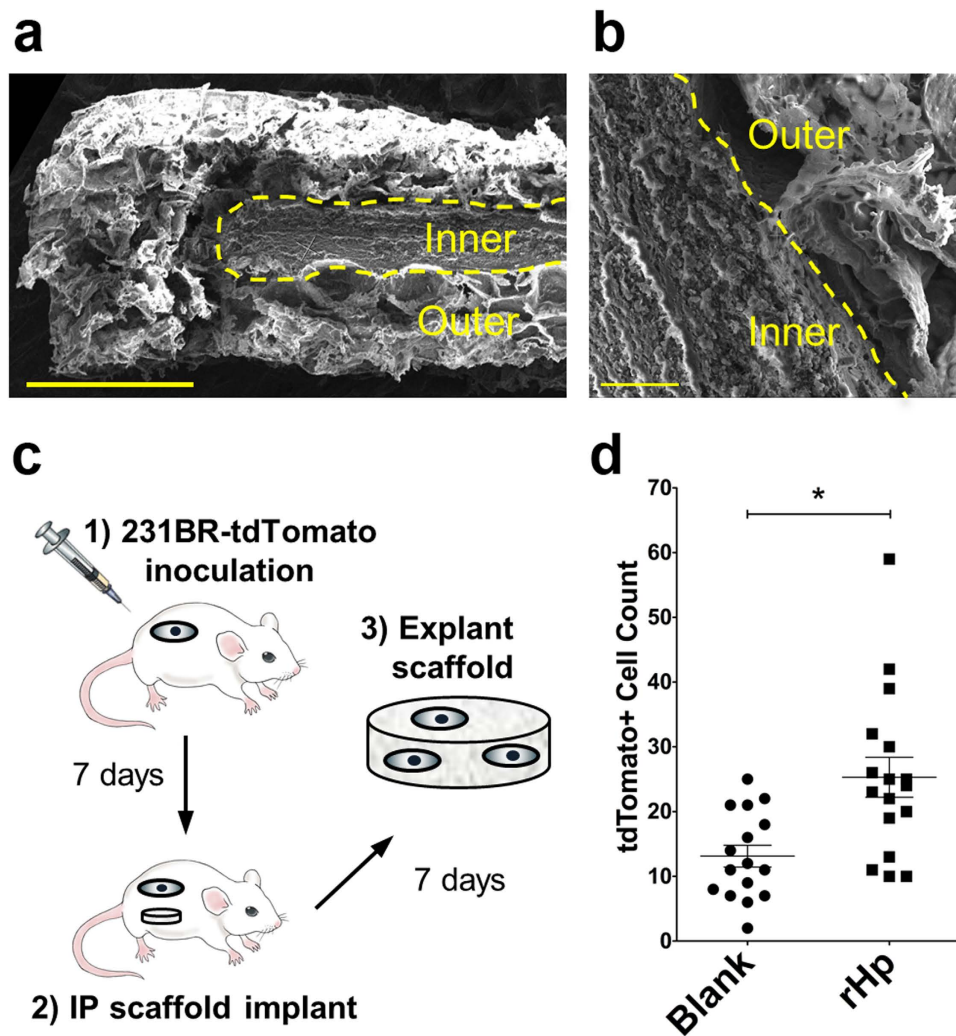 a
b
Inner
Outer
Outer
Inner
c
1) 231BR-tdTomato
inoculation
7 days
2) IP scaffold implant
3) Explant
scaffold
7 days
d
tdTomato+ Cell Count
70
60
50
40
30
20
10
0
*
Blank
rHp